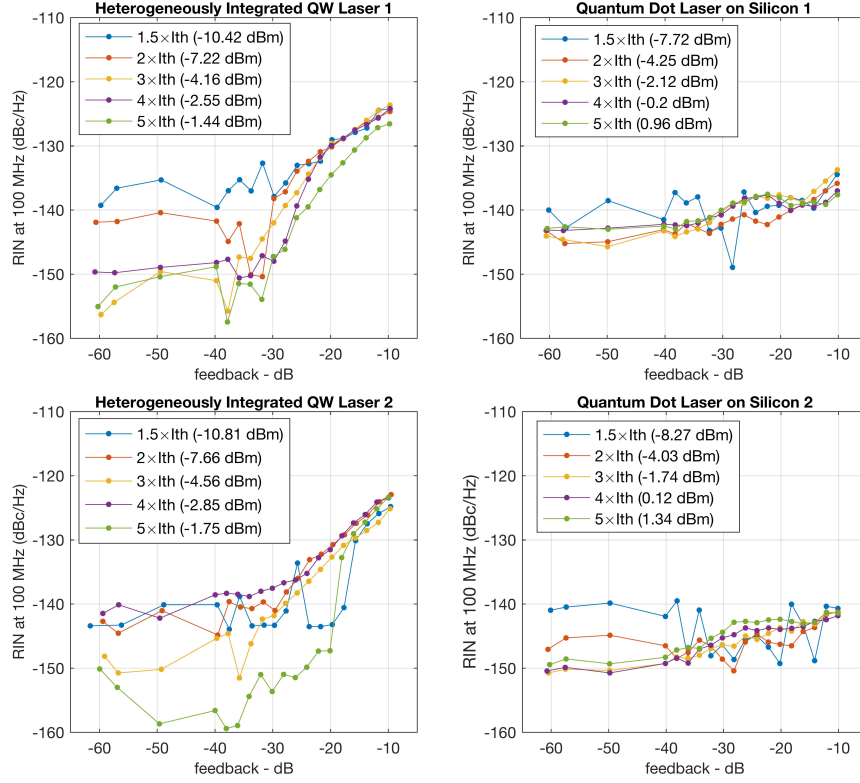 Heterogeneously Integrated QW Laser 1
-110
-120
-130
-140
-150
-160
RIN at 100 MHz (dBc/Hz)
1.5×Ith (-10.42 dBm)
2×Ith (-7.22 dBm)
3×Ith (-4.16 dBm)
4×Ith (-2.55 dBm)
5×Ith (-1.44 dBm)
-60 -50 -40 -30 -20 -10
feedback - dB
Quantum Dot Laser on Silicon 1
-110
-120
-130
-140
-150
-160
RIN at 100 MHz (dBc/Hz)
1.5×Ith (-7.72 dBm)
2×Ith (-4.25 dBm)
3×Ith (-2.12 dBm)
4×Ith (-0.2 dBm)
5×Ith (0.96 dBm)
-60 -50 -40 -30 -20 -10
feedback - dB
Heterogeneously Integrated QW Laser 2
-110
-120
-130
-140
-150
-160
RIN at 100 MHz (dBc/Hz)
1.5×Ith (-10.81 dBm)
2×Ith (-7.66 dBm)
3×Ith (-4.56 dBm)
4×Ith (-2.85 dBm)
5×Ith (-1.75 dBm)
-60 -50 -40 -30 -20 -10
feedback - dB
Quantum Dot Laser on Silicon 2
-110
-120
-130
-140
-150
-160
RIN at 100 MHz (dBc/Hz)
1.5×Ith (-8.27 dBm)
2×Ith (-4.03 dBm)
3×Ith (-1.74 dBm)
4×Ith (0.12 dBm)
5×Ith (1.34 dBm)
-60 -50 -40 -30 -20 -10
feedback - dB